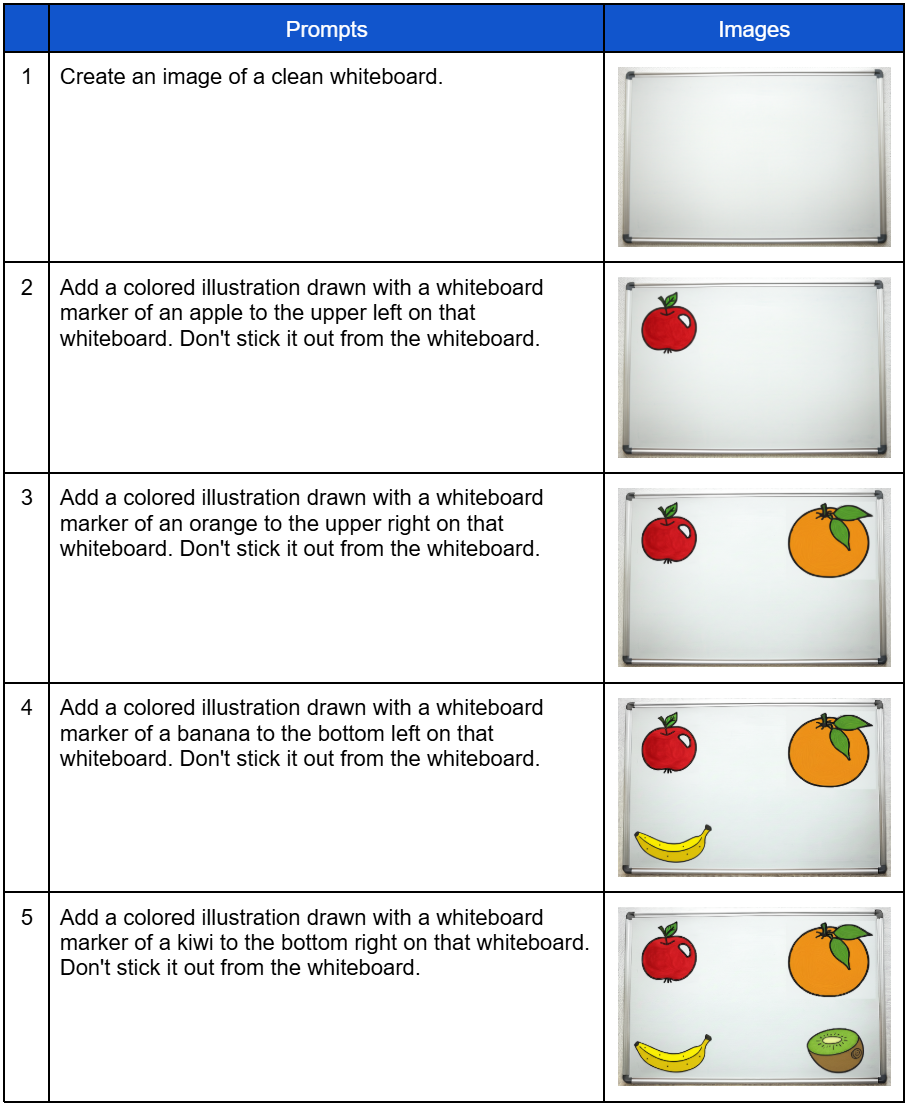 Prompts Images
1 Create an image of a clean whiteboard.
2 Add a colored illustration drawn with a whiteboard
marker of an apple to the upper left on that
whiteboard. Don't stick it out from the whiteboard.
3 Add a colored illustration drawn with a whiteboard
marker of an orange to the upper right on that
whiteboard. Don't stick it out from the whiteboard.
4 Add a colored illustration drawn with a whiteboard
marker of a banana to the bottom left on that
whiteboard. Don't stick it out from the whiteboard.
5 Add a colored illustration drawn with a whiteboard
marker of a kiwi to the bottom right on that whiteboard.
Don't stick it out from the whiteboard.